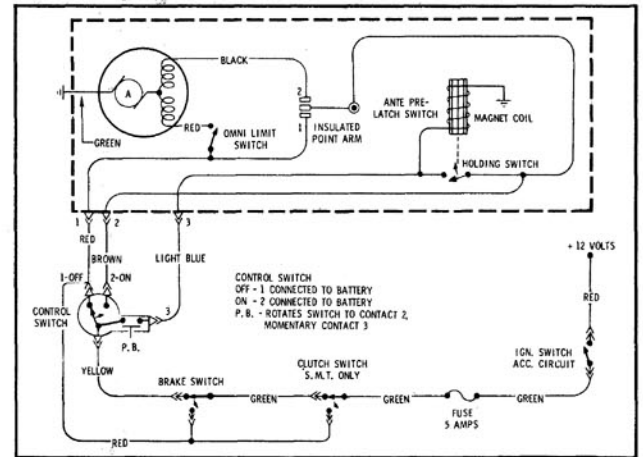 BLACK
A
2
ANTE PRE-
LATCH SWITCH
MAGNET COIL
1
INSULATED
POINT ARM
RED
OMNI LIMIT
SWITCH
GREEN
HOLDING SWITCH
1
2
3
RED
BROWN
LIGHT BLUE
+ 12 VOLTS
1-OFF
2-ON
CONTROL SWITCH
OFF - 1 CONNECTED TO BATTERY
ON - 2 CONNECTED TO BATTERY
P. B. - ROTATES SWITCH TO CONTACT 2,
MOMENTARY CONTACT 3
RED
CONTROL
SWITCH
3
P. B.
IGN. SWITCH
ACC. CIRCUIT
YELLOW
CLUTCH SWITCH
S.M.T. ONLY
BRAKE SWITCH
GREEN
GREEN
GREEN
FUSE
5 AMPS
RED